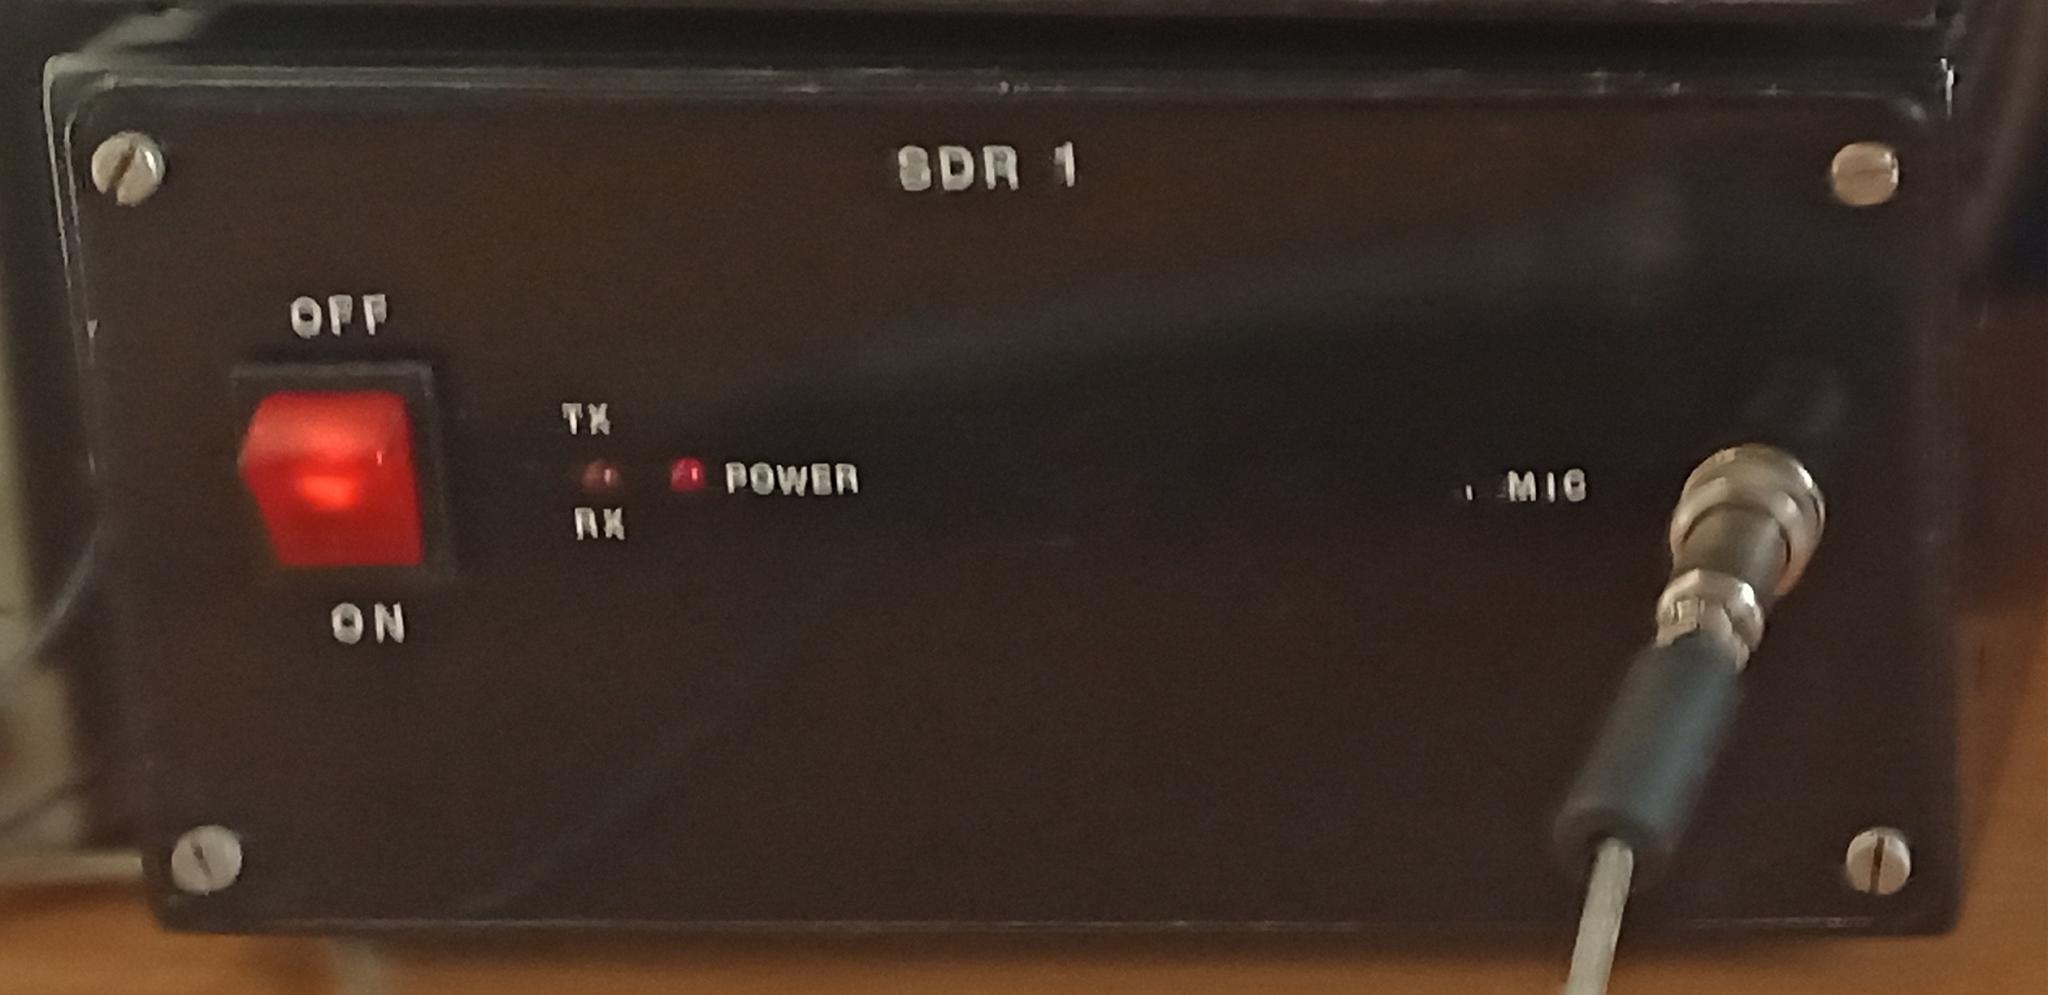 SDR 1
OFF
TX
POWER
RX
MIC
ON